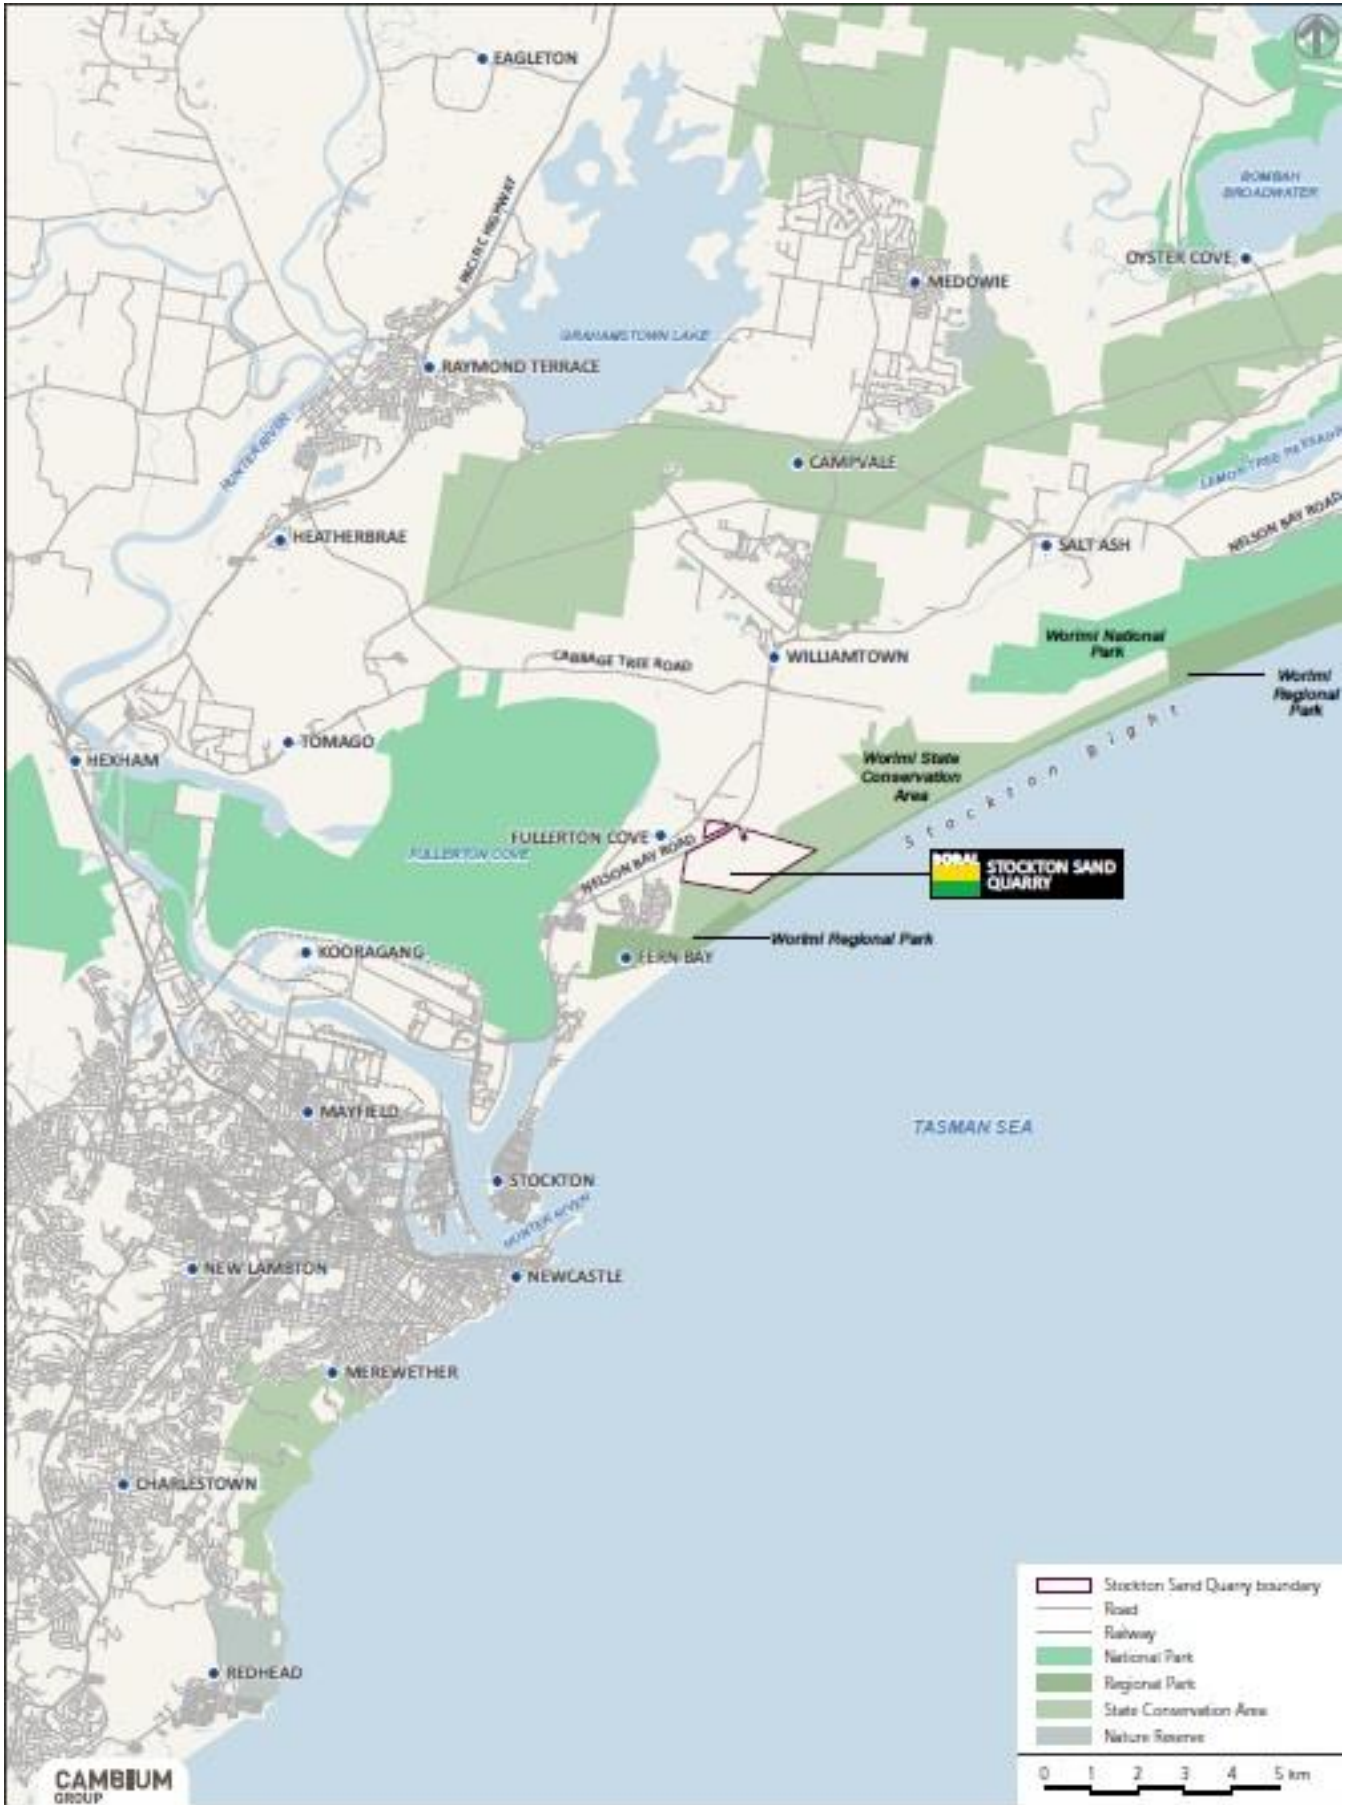 EAGLETON
PACIFIC HIGHWAY
BOMBAH
BROADWATER
OYSTER COVE
MEDOWIE
GRAHAMSTOWN LAKE
RAYMOND TERRACE
HUNTER RIVER
CAMPVALE
LEMON TREE PASSAGE
NELSON BAY ROAD
HEATHERBRAE
SALT ASH
Worimi National
Park
CABBAGE TREE ROAD
WILLIAMTOWN
Worimi
Regional
Park
TOMAGO
HEXHAM
Stockton Bight
Worimi State
Conservation
Area
FULLERTON COVE
FULLERTON COVE
NELSON BAY ROAD
BORAL
STOCKTON SAND
QUARRY
Worimi Regional Park
KOORAGANG
FERN BAY
MAYFIELD
TASMAN SEA
STOCKTON
HUNTER RIVER
NEW LAMBTON
NEWCASTLE
MEREWETHER
CHARLESTOWN
REDHEAD
Stockton Sand Quarry boundary
Road
Railway
National Park
Regional Park
State Conservation Area
Nature Reserve
0 1 2 3 4 5 km
CAMBIUM
GROUP